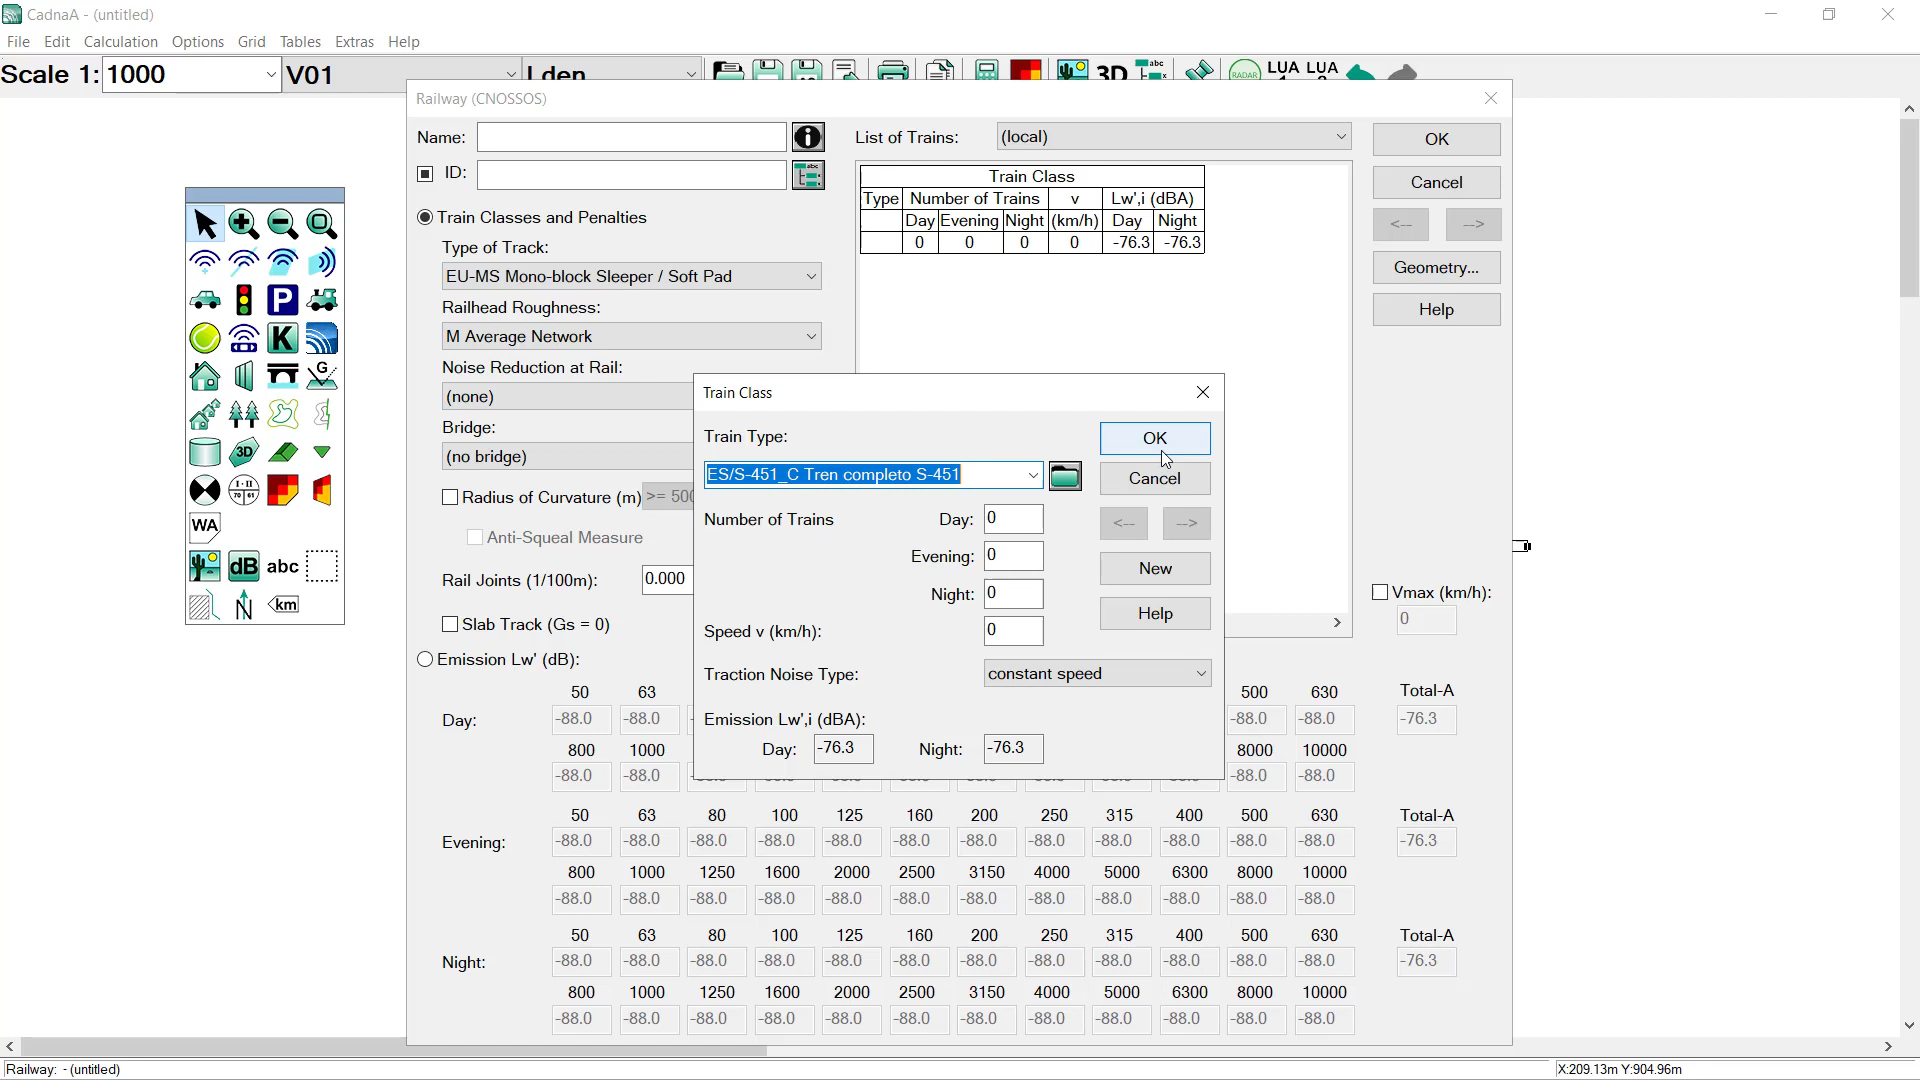 CadnaA - (untitled)
File Edit Calculation Options Grid Tables Extras Help
Scale 1: 1000 V01 Lden 3D abc RADAR LUA LUA
Railway (CNOSSOS)
Name: List of Trains: (local) OK
ID: abc Cancel
Train Class
Type Number of Trains v Lw',i (dBA)
Day Evening Night (km/h) Day Night
0 0 0 0 -76.3 -76.3
<-- -->
Geometry...
Help
Train Classes and Penalties
Type of Track:
EU-MS Mono-block Sleeper / Soft Pad
Railhead Roughness:
M Average Network
Noise Reduction at Rail:
(none)
Bridge:
(no bridge)
Radius of Curvature (m) >= 500
Anti-Squeal Measure
Rail Joints (1/100m): 0.000
Slab Track (Gs = 0)
Vmax (km/h):
0
Train Class
Train Type: OK
ES/S-451_C Tren completo S-451 Cancel
Number of Trains Day: 0 <-- -->
Evening: 0 New
Night: 0 Help
Speed v (km/h): 0
Traction Noise Type: constant speed
Emission Lw',i (dBA):
Day: -76.3 Night: -76.3
Emission Lw' (dB):
50 63 500 630 Total-A
Day: -88.0 -88.0 -88.0 -88.0 -76.3
800 1000 8000 10000
-88.0 -88.0 -88.0 -88.0
50 63 80 100 125 160 200 250 315 400 500 630 Total-A
Evening: -88.0 -88.0 -88.0 -88.0 -88.0 -88.0 -88.0 -88.0 -88.0 -88.0 -88.0 -88.0 -76.3
800 1000 1250 1600 2000 2500 3150 4000 5000 6300 8000 10000
-88.0 -88.0 -88.0 -88.0 -88.0 -88.0 -88.0 -88.0 -88.0 -88.0 -88.0 -88.0
50 63 80 100 125 160 200 250 315 400 500 630 Total-A
Night: -88.0 -88.0 -88.0 -88.0 -88.0 -88.0 -88.0 -88.0 -88.0 -88.0 -88.0 -88.0 -76.3
800 1000 1250 1600 2000 2500 3150 4000 5000 6300 8000 10000
-88.0 -88.0 -88.0 -88.0 -88.0 -88.0 -88.0 -88.0 -88.0 -88.0 -88.0 -88.0
P
K
G
3D
I - II
70 61
WA
dB abc
N km
Railway: - (untitled) X:209.13m Y:904.96m